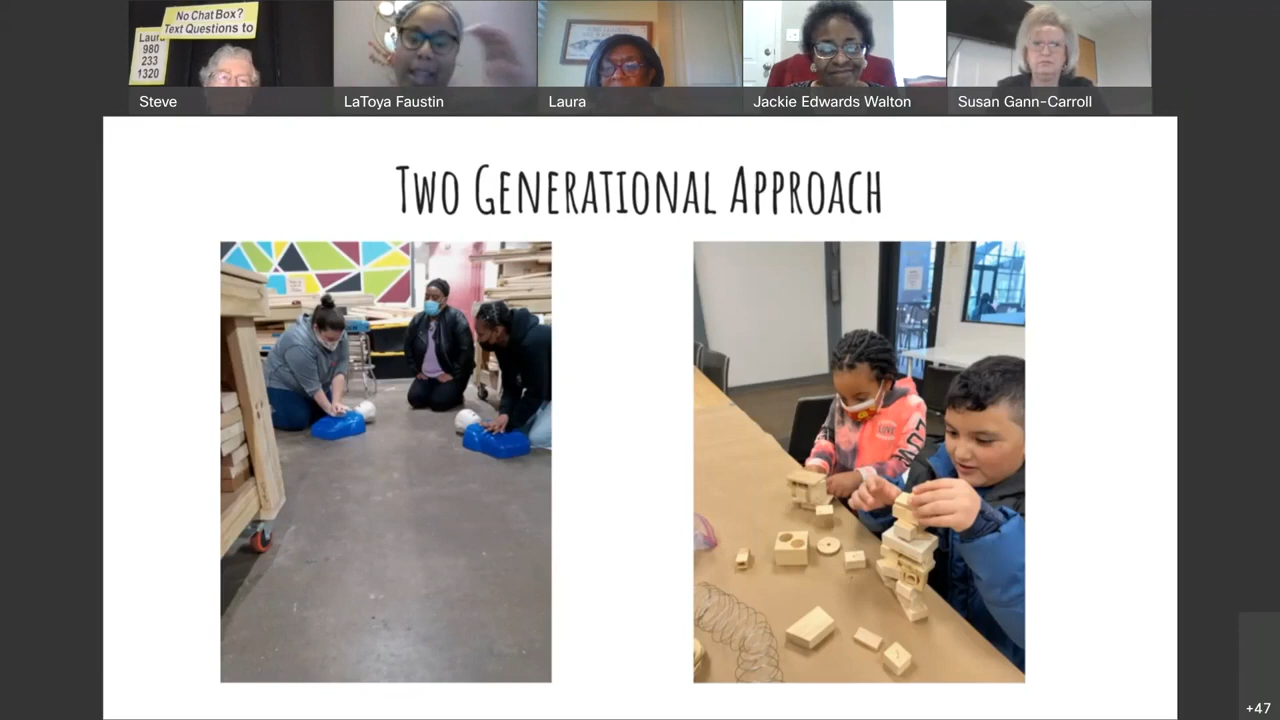 No Chat Box?
Text Questions to
Laura
980
233
1320
Steve
LaToya Faustin
Laura
Jackie Edwards Walton
Susan Gann-Carroll
TWO GENERATIONAL APPROACH
LOVE
+47